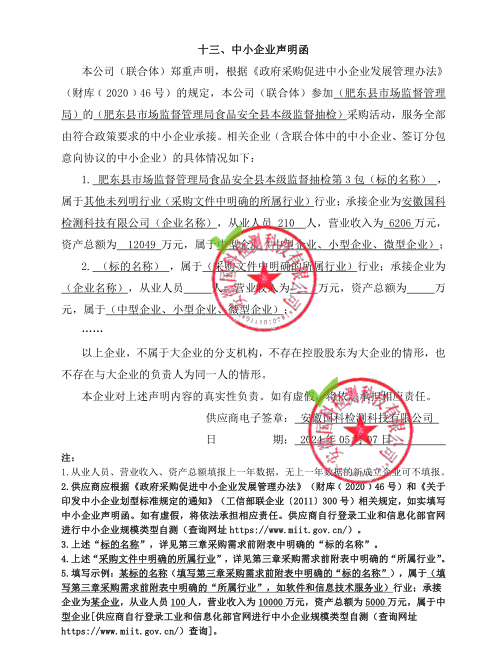 十三、中小企业声明函
本公司（联合体）郑重声明，根据《政府采购促进中小企业发展管理办法》
（财库﹝2020﹞46 号）的规定，本公司（联合体）参加（肥东县市场监督管理
局）的（肥东县市场监督管理局食品安全县本级监督抽检）采购活动，服务全部
由符合政策要求的中小企业承接。相关企业（含联合体中的中小企业、签订分包
意向协议的中小企业）的具体情况如下：
1. 肥东县市场监督管理局食品安全县本级监督抽检第 3 包（标的名称） ，
属于其他未列明行业（采购文件中明确的所属行业）行业；承接企业为安徽国科
检测科技有限公司（企业名称），从业人员 210 人，营业收入为 6206 万元，
资产总额为 12049 万元，属于中型企业（中型企业、小型企业、微型企业）；
2. （标的名称） ，属于（采购文件中明确的所属行业）行业；承接企业为
（企业名称），从业人员 人，营业收入为 万元，资产总额为 万
元，属于（中型企业、小型企业、微型企业）；
……
以上企业，不属于大企业的分支机构，不存在控股股东为大企业的情形，也
不存在与大企业的负责人为同一人的情形。
本企业对上述声明内容的真实性负责。如有虚假，将依法承担相应责任。
供应商电子签章： 安徽国科检测科技有限公司
日 期： 2024 年 05 月 07 日
注：
1.从业人员、营业收入、资产总额填报上一年数据，无上一年数据的新成立企业可不填报。
2.供应商应根据《政府采购促进中小企业发展管理办法》（财库﹝2020﹞46 号）和《关于
印发中小企业划型标准规定的通知》（工信部联企业〔2011〕300 号）相关规定，如实填写
中小企业声明函。如有虚假，将依法承担相应责任。供应商自行登录工业和信息化部官网
进行中小企业规模类型自测（查询网址 https://www.miit.gov.cn/）。
3.上述“标的名称”，详见第三章采购需求前附表中明确的“标的名称”。
4.上述“采购文件中明确的所属行业”，详见第三章采购需求前附表中明确的“所属行业”。
5.填写示例：某标的名称（填写第三章采购需求前附表中明确的“标的名称”），属于（填
写第三章采购需求前附表中明确的“所属行业”，如软件和信息技术服务业）行业；承接
企业为某企业，从业人员 100 人，营业收入为 10000 万元，资产总额为 5000 万元，属于中
型企业[供应商自行登录工业和信息化部官网进行中小企业规模类型自测（查询网址
https://www.miit.gov.cn/）查询]。
安徽国科检测科技有限公司
安徽国科检测科技有限公司